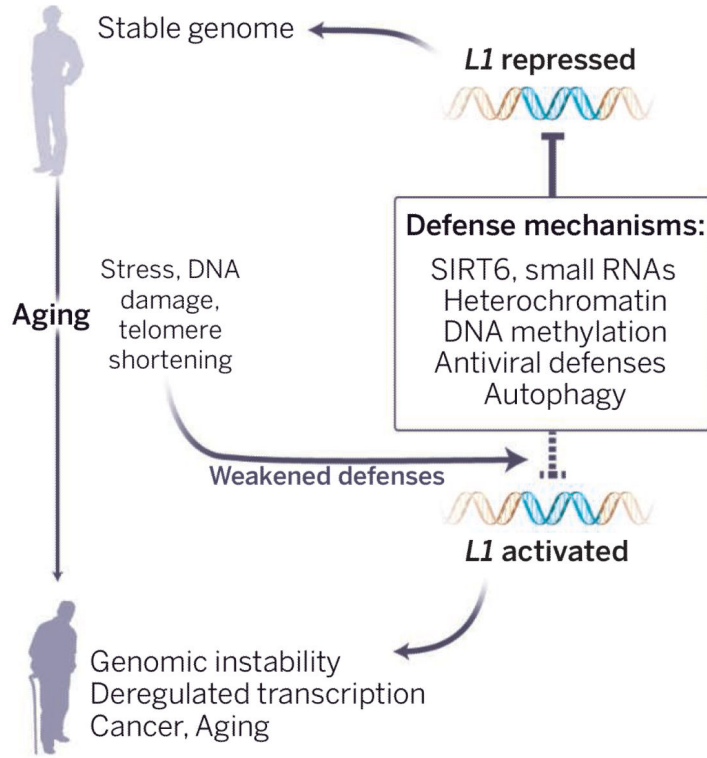 Stable genome
L1 repressed
Defense mechanisms:
SIRT6, small RNAs
Heterochromatin
DNA methylation
Antiviral defenses
Autophagy
Stress, DNA
damage,
telomere
shortening
Aging
Weakened defenses
L1 activated
Genomic instability
Deregulated transcription
Cancer, Aging